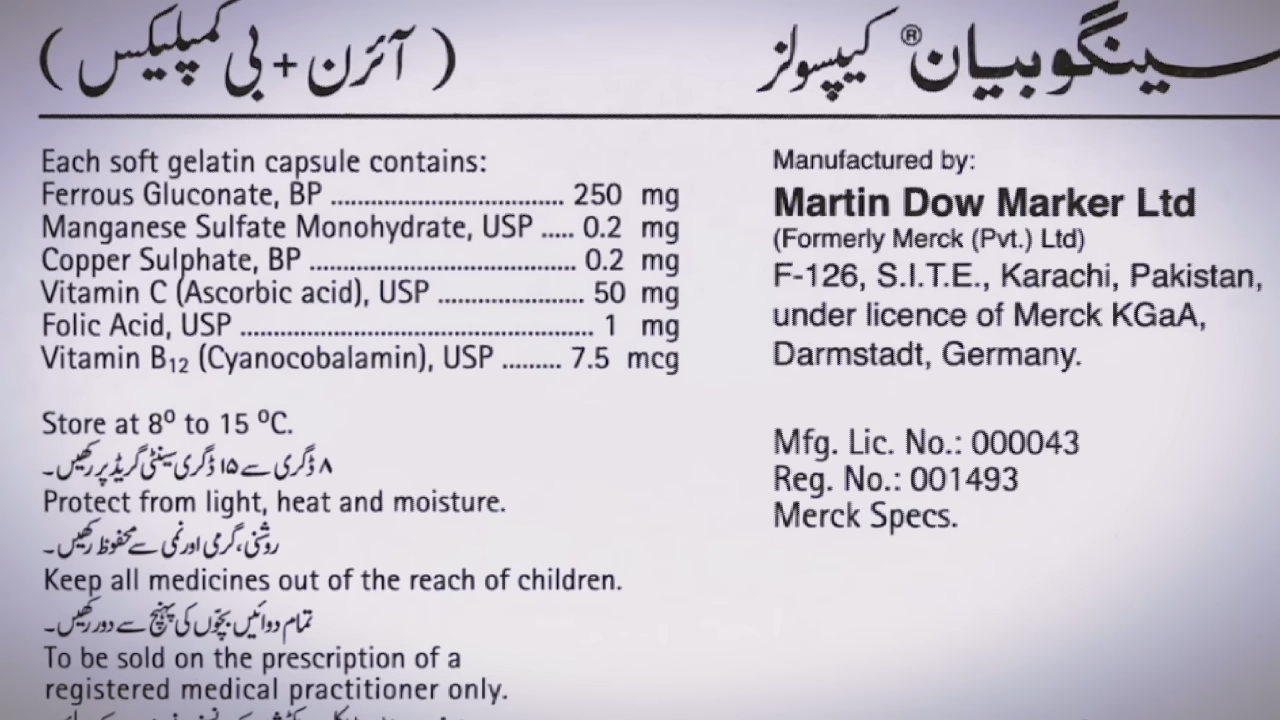 سینگوبیان® کیپسولز
( آئرن + بی کمپلیکس )
Each soft gelatin capsule contains:
Ferrous Gluconate, BP ................................... 250 mg
Manganese Sulfate Monohydrate, USP ..... 0.2 mg
Copper Sulphate, BP ........................................ 0.2 mg
Vitamin C (Ascorbic acid), USP ...................... 50 mg
Folic Acid, USP ..................................................... 1 mg
Vitamin B₁₂ (Cyanocobalamin), USP ......... 7.5 mcg
Store at 8⁰ to 15 ⁰C.
۸ ڈگری سے ۱۵ ڈگری سینٹی گریڈ پر رکھیں۔
Protect from light, heat and moisture.
روشنی، گرمی اور نمی سے محفوظ رکھیں۔
Keep all medicines out of the reach of children.
تمام دوائیں بچّوں کی پہنچ سے دور رکھیں۔
To be sold on the prescription of a
registered medical practitioner only.
Manufactured by:
Martin Dow Marker Ltd
(Formerly Merck (Pvt.) Ltd)
F-126, S.I.T.E., Karachi, Pakistan,
under licence of Merck KGaA,
Darmstadt, Germany.
Mfg. Lic. No.: 000043
Reg. No.: 001493
Merck Specs.